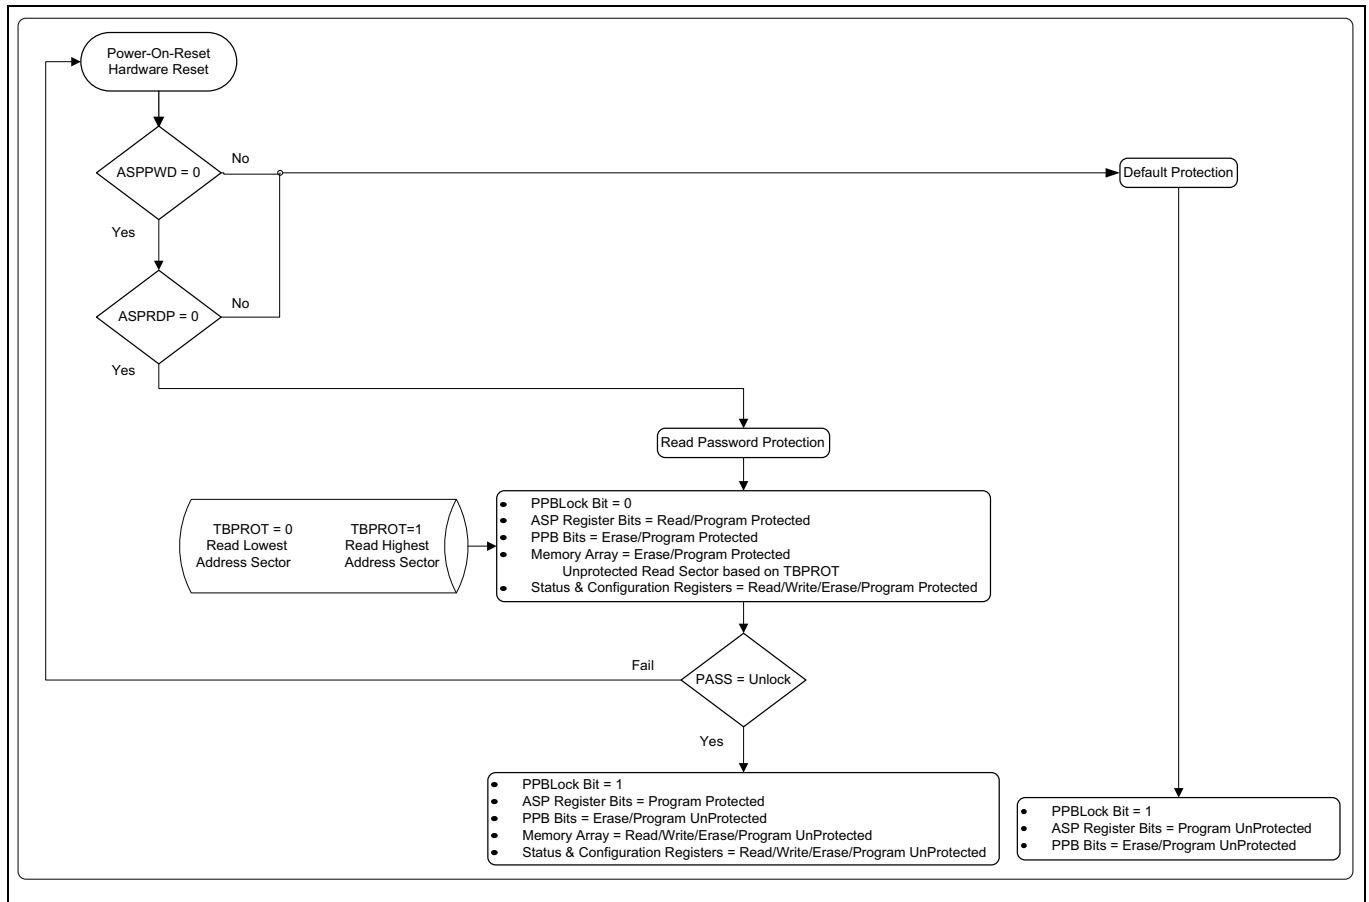 Power-On-Reset
Hardware Reset
ASPPWD = 0
No
Default Protection
Yes
ASPRDP = 0
No
Yes
Read Password Protection
TBPROT = 0
Read Lowest
Address Sector
TBPROT=1
Read Highest
Address Sector
• PPBLock Bit = 0
• ASP Register Bits = Read/Program Protected
• PPB Bits = Erase/Program Protected
• Memory Array = Erase/Program Protected
Unprotected Read Sector based on TBPROT
• Status & Configuration Registers = Read/Write/Erase/Program Protected
Fail
PASS = Unlock
Yes
• PPBLock Bit = 1
• ASP Register Bits = Program Protected
• PPB Bits = Erase/Program UnProtected
• Memory Array = Read/Write/Erase/Program UnProtected
• Status & Configuration Registers = Read/Write/Erase/Program UnProtected
• PPBLock Bit = 1
• ASP Register Bits = Program UnProtected
• PPB Bits = Erase/Program UnProtected